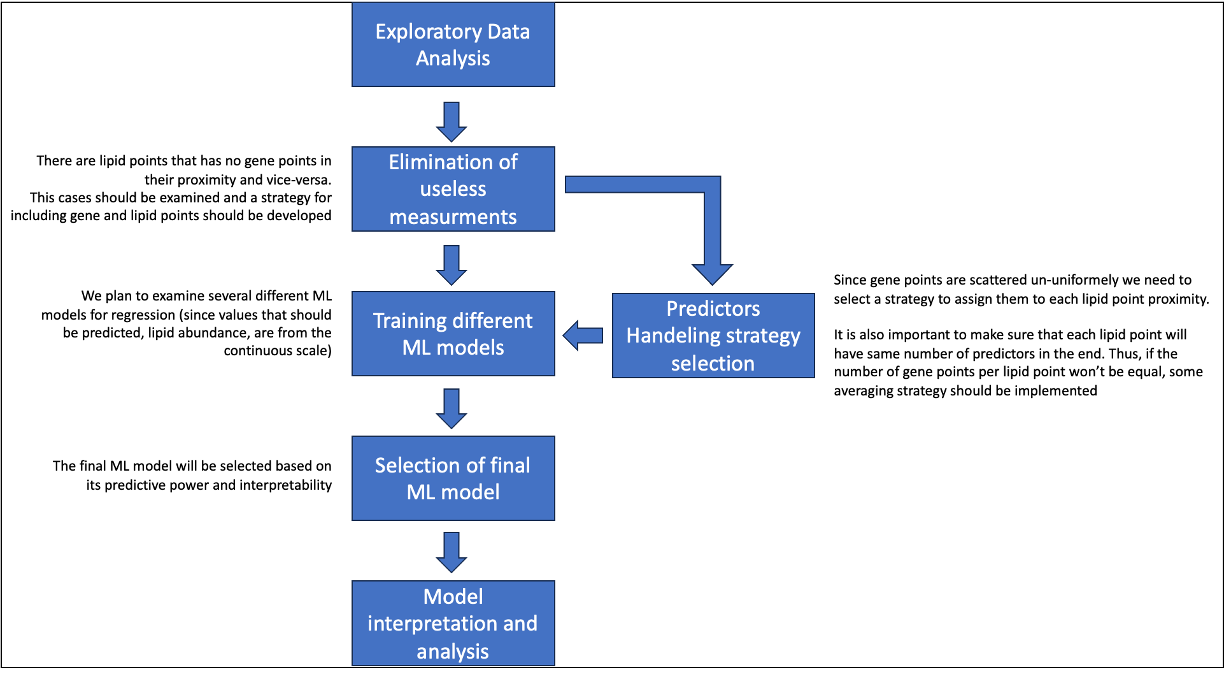 Exploratory Data
Analysis
There are lipid points that has no gene points in
their proximity and vice-versa.
This cases should be examined and a strategy for
including gene and lipid points should be developed
Elimination of
useless
measurments
We plan to examine several different ML
models for regression (since values that should
be predicted, lipid abundance, are from the
continuous scale)
Training different
ML models
Predictors
Handeling strategy
selection
Since gene points are scattered un-uniformely we need to
select a strategy to assign them to each lipid point proximity.
It is also important to make sure that each lipid point will
have same number of predictors in the end. Thus, if the
number of gene points per lipid point won't be equal, some
averaging strategy should be implemented
The final ML model will be selected based on
its predictive power and interpretability
Selection of final
ML model
Model
interpretation and
analysis